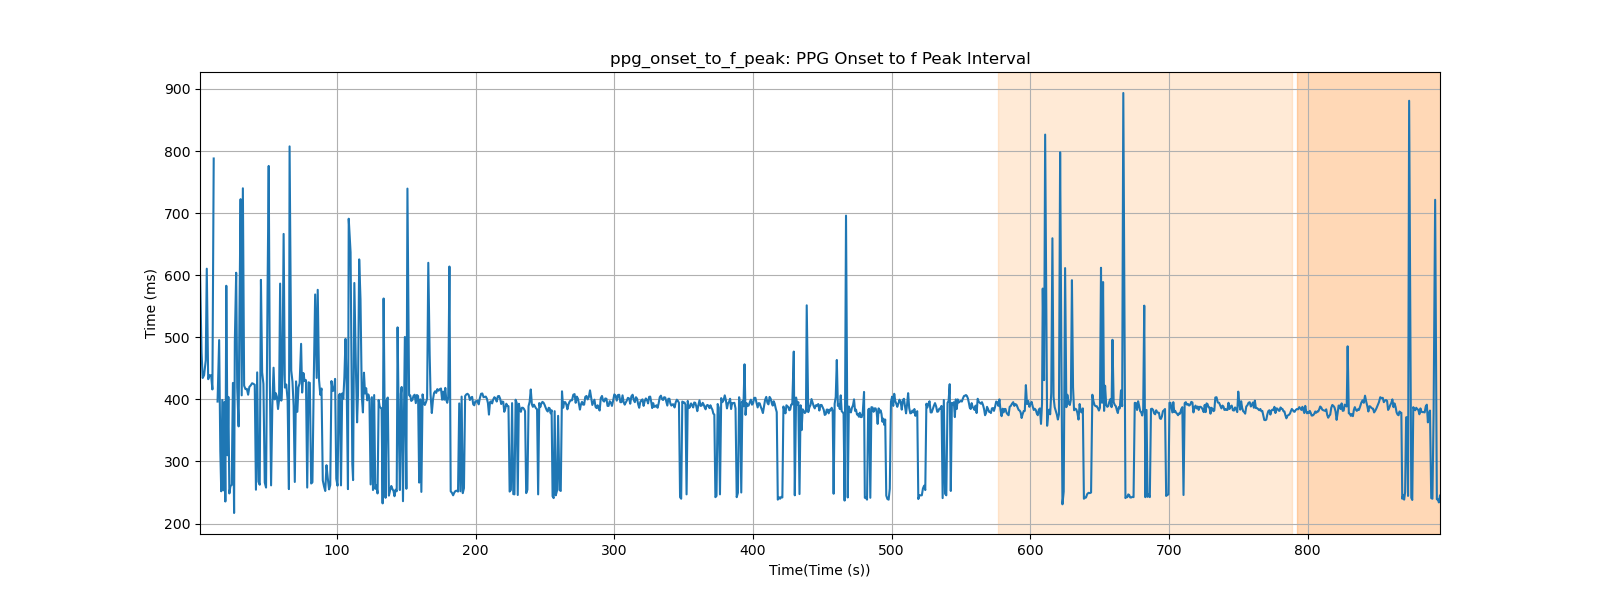 ppg_onset_to_f_peak: PPG Onset to f Peak Interval
900
800
700
600
500
400
300
200
Time (ms)
100 200 300 400 500 600 700 800
Time(Time (s))